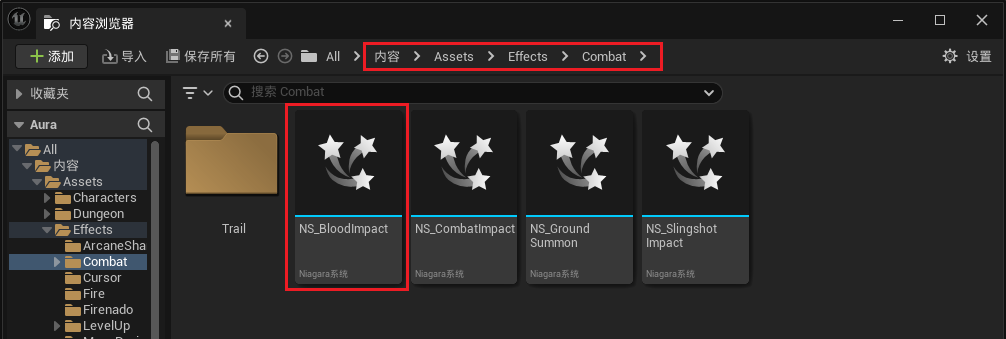 内容浏览器
添加
导入
保存所有
All
内容
Assets
Effects
Combat
设置
收藏夹
搜索 Combat
Aura
All
内容
Assets
Characters
Dungeon
Effects
ArcaneSha
Combat
Cursor
Fire
Firenado
LevelUp
Trail
NS_BloodImpact
Niagara系统
NS_CombatImpact
Niagara系统
NS_Ground
Summon
Niagara系统
NS_Slingshot
Impact
Niagara系统